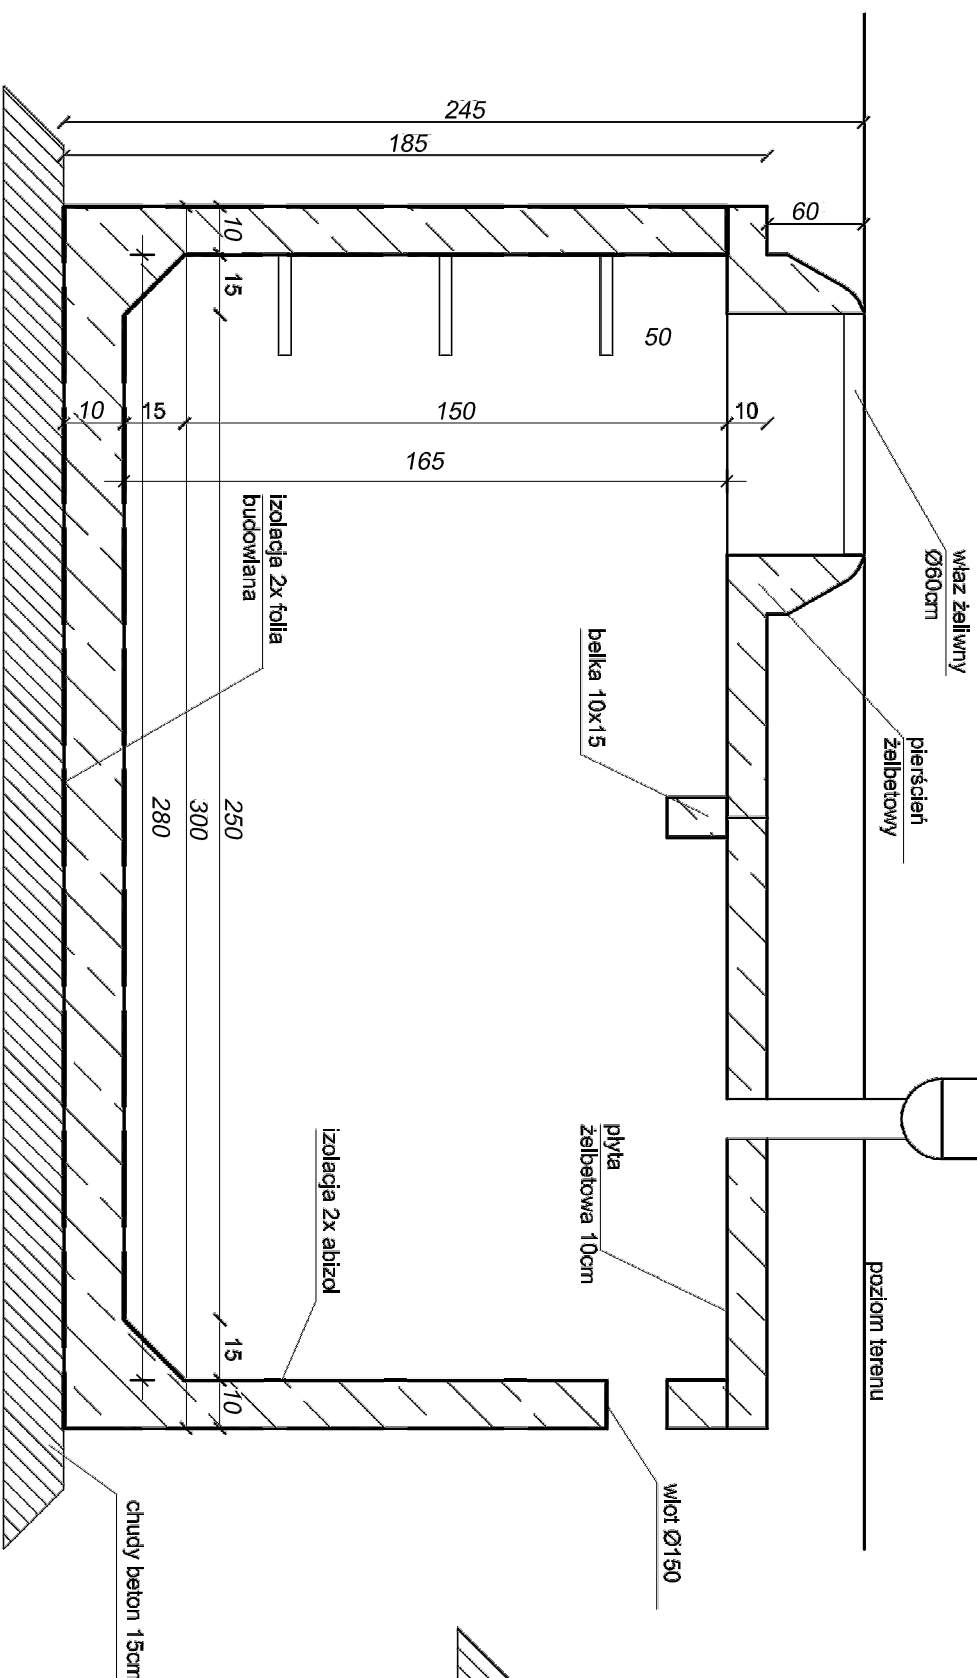 245
185
60
10
15
50
10
15
150
10
165
izolacja 2x folia
budowlana
właz żeliwny
Ø60cm
belka 10x15
pierścień
żelbetowy
250
300
280
izolacja 2x abizol
płyta
żelbetowa 10cm
poziom terenu
15
10
wlot Ø150
chudy beton 15cm